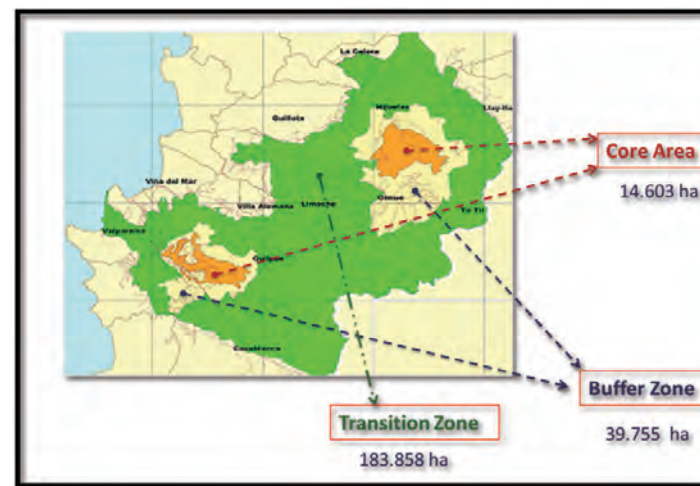 La Calera
Hijuelas
Quillota
Viña del Mar
Villa Alemana
Limache
Olmué
Valparaiso
Quilpué
Casablanca
Core Area
14.603 ha
Buffer Zone
39.755 ha
Transition Zone
183.858 ha